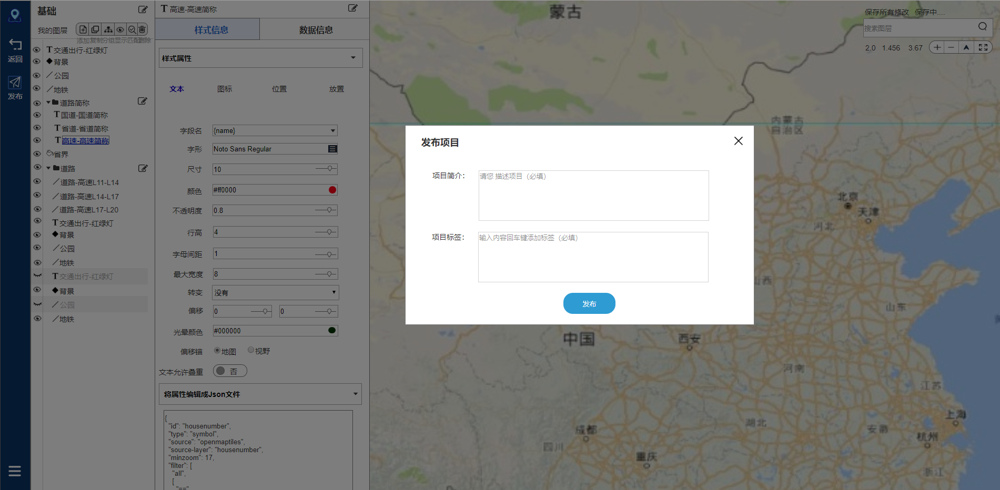 返回
发布
基础
我的图层
添加复制分组显示匹配删除
T交通出行-红绿灯
背景
公园
地铁
道路简称
T国道-国道简称
T省道-省道简称
T高速-高速简称
省界
道路
道路-高速L11-L14
道路-高速L14-L17
道路-高速L17-L20
T交通出行-红绿灯
背景
公园
地铁
T交通出行-红绿灯
背景
公园
地铁
T 高速-高速简称
样式信息 数据信息
样式属性
文本 图标 位置 放置
字段名 {name}
字形 Noto Sans Regular
尺寸 10
颜色 #ff0000
不透明度 0.8
行高 4
字母间距 1
最大宽度 8
转变 没有
偏移 0 0
光晕颜色 #000000
偏移锚 地图 视野
文本允许叠重 否
将属性编辑成Json文件
{
"id": "housenumber",
"type": "symbol",
"source": "openmaptiles",
"source-layer": "housenumber",
"minzoom": 17,
"filter": [
"all",
[
"=="
保存所有修改 保存中....
搜索图层
2.0 1.456 3.67
发布项目
项目简介：
请您 描述项目（必填）
项目标签：
输入内容回车键添加标签（必填）
发布
蒙古
内蒙古
自治区
北京
天津
河北
山西
山东
中国
西安
河南
江苏
上海
成都
湖北
安徽
杭州
四川
重庆
浙江